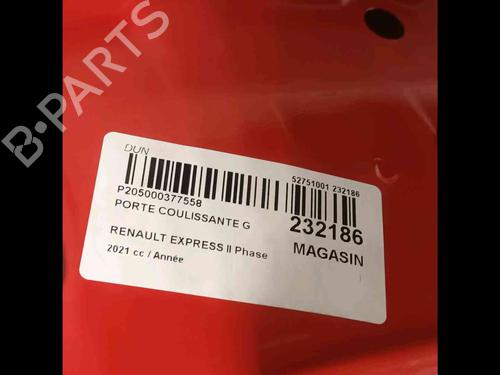 B-PARTS
DUN
P205000377558
PORTE COULISSANTE G
RENAULT EXPRESS II Phase
2021 cc / Année
52751001 232186
232186
MAGASIN